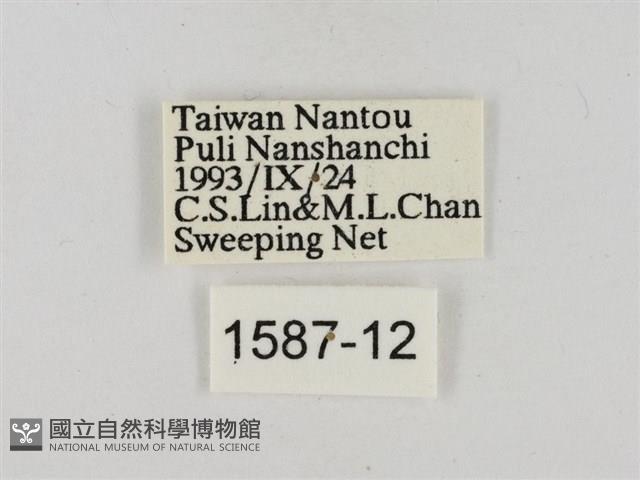 Taiwan Nantou
Puli Nanshanchi
1993/IX/24
C.S.Lin&M.L.Chan
Sweeping Net
1587-12
國立自然科學博物館
NATIONAL MUSEUM OF NATURAL SCIENCE